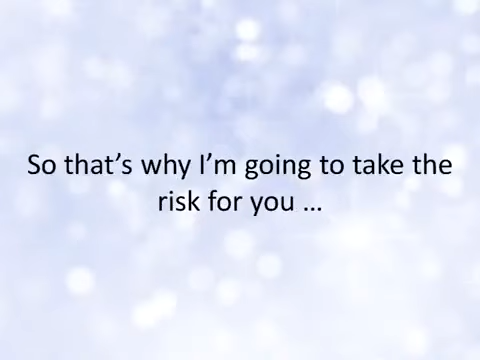 So that’s why I’m going to take the
risk for you …